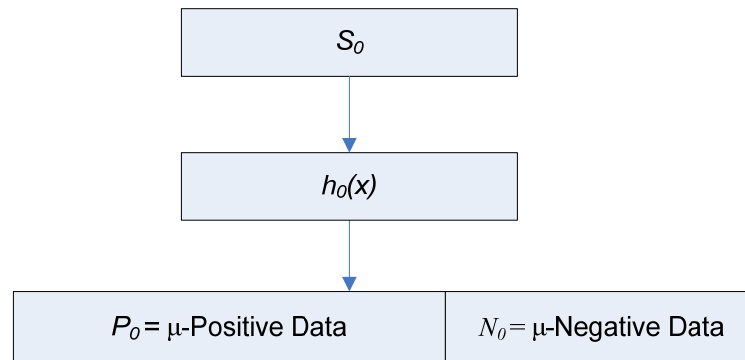 S₀
h₀(x)
P₀ = μ-Positive Data
N₀ = μ-Negative Data